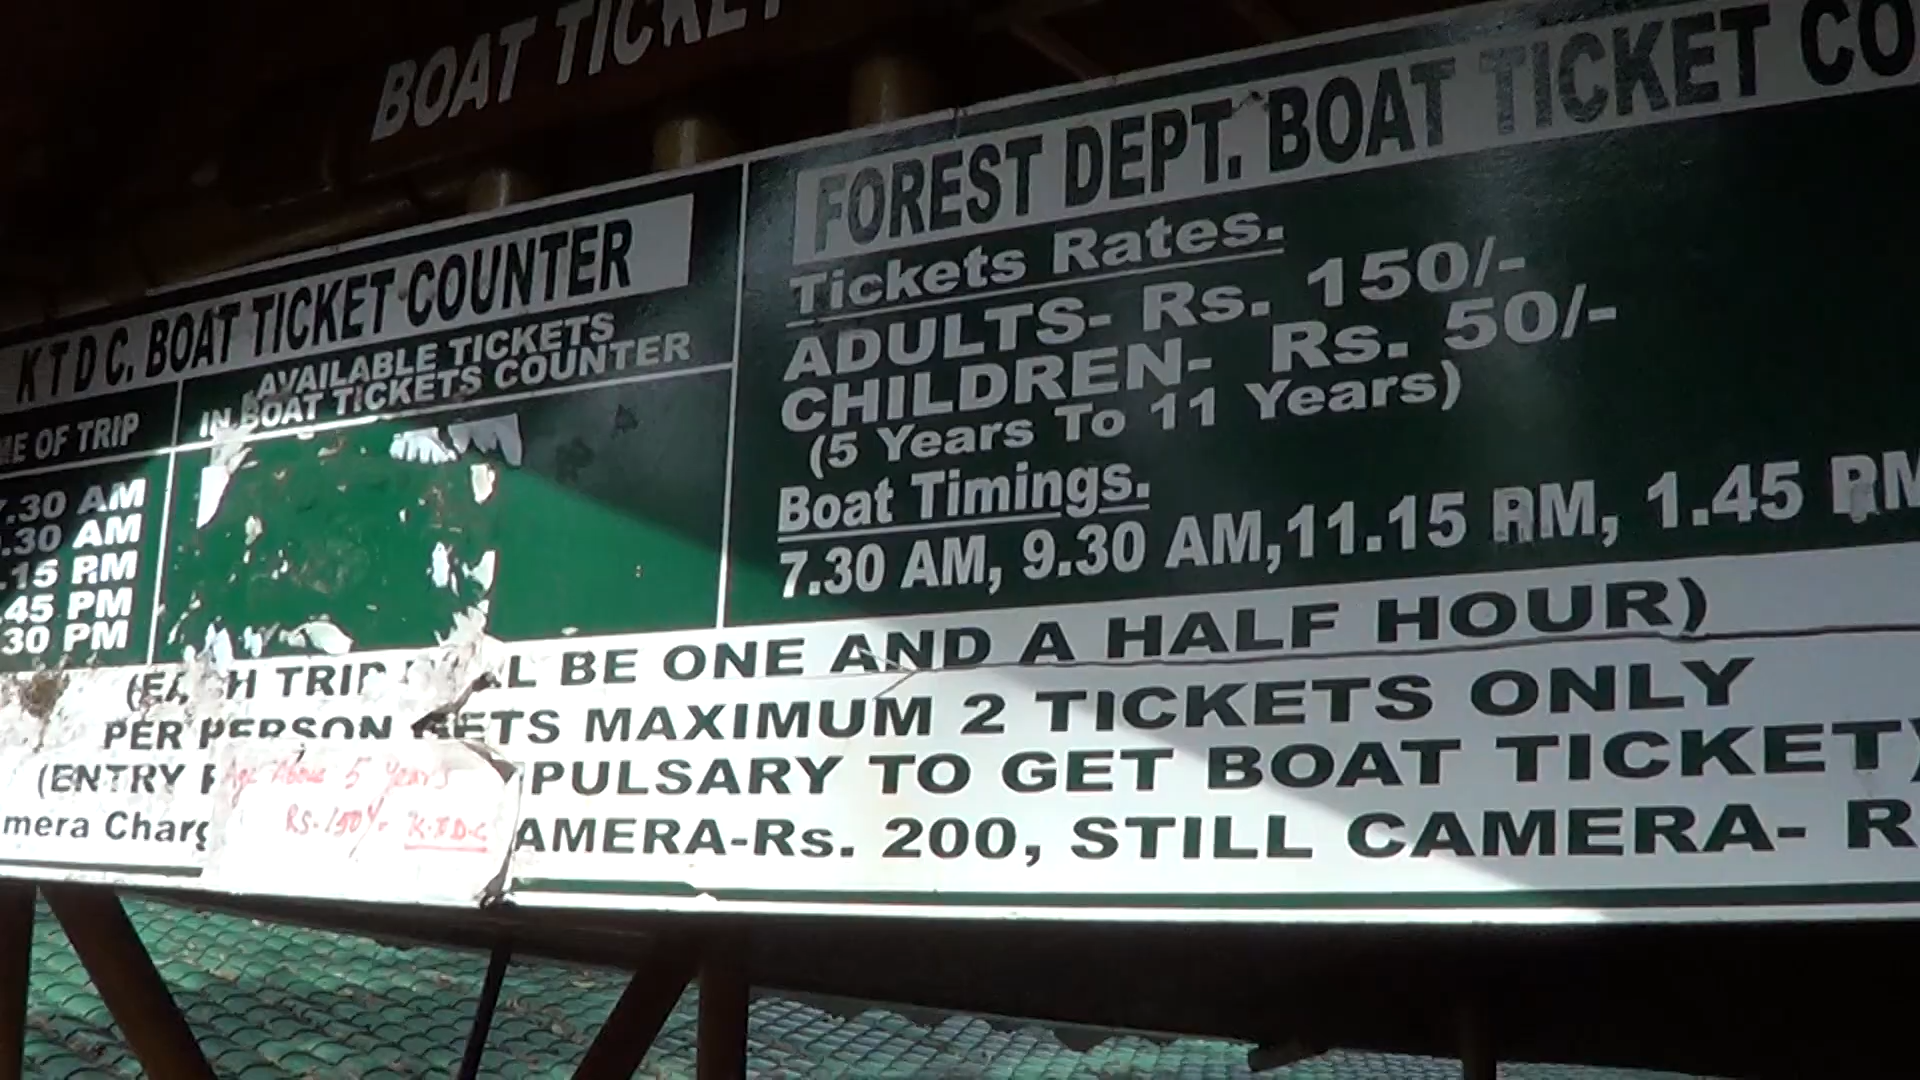 BOAT TICKET
K T D C. BOAT TICKET COUNTER
AVAILABLE TICKETS
IN BOAT TICKETS COUNTER
ME OF TRIP
7.30 AM
.30 AM
.15 PM
.45 PM
30 PM
FOREST DEPT. BOAT TICKET CO
Tickets Rates.
ADULTS- Rs. 150/-
CHILDREN- Rs. 50/-
(5 Years To 11 Years)
Boat Timings.
7.30 AM, 9.30 AM,11.15 AM, 1.45 PM
(EACH TRIP BE ONE AND A HALF HOUR)
PER PERSON GETS MAXIMUM 2 TICKETS ONLY
(ENTRY PULSARY TO GET BOAT TICKET)
mera Charg AMERA-Rs. 200, STILL CAMERA- R
Age Above 5 years
Rs. 150/- K.T.D.C